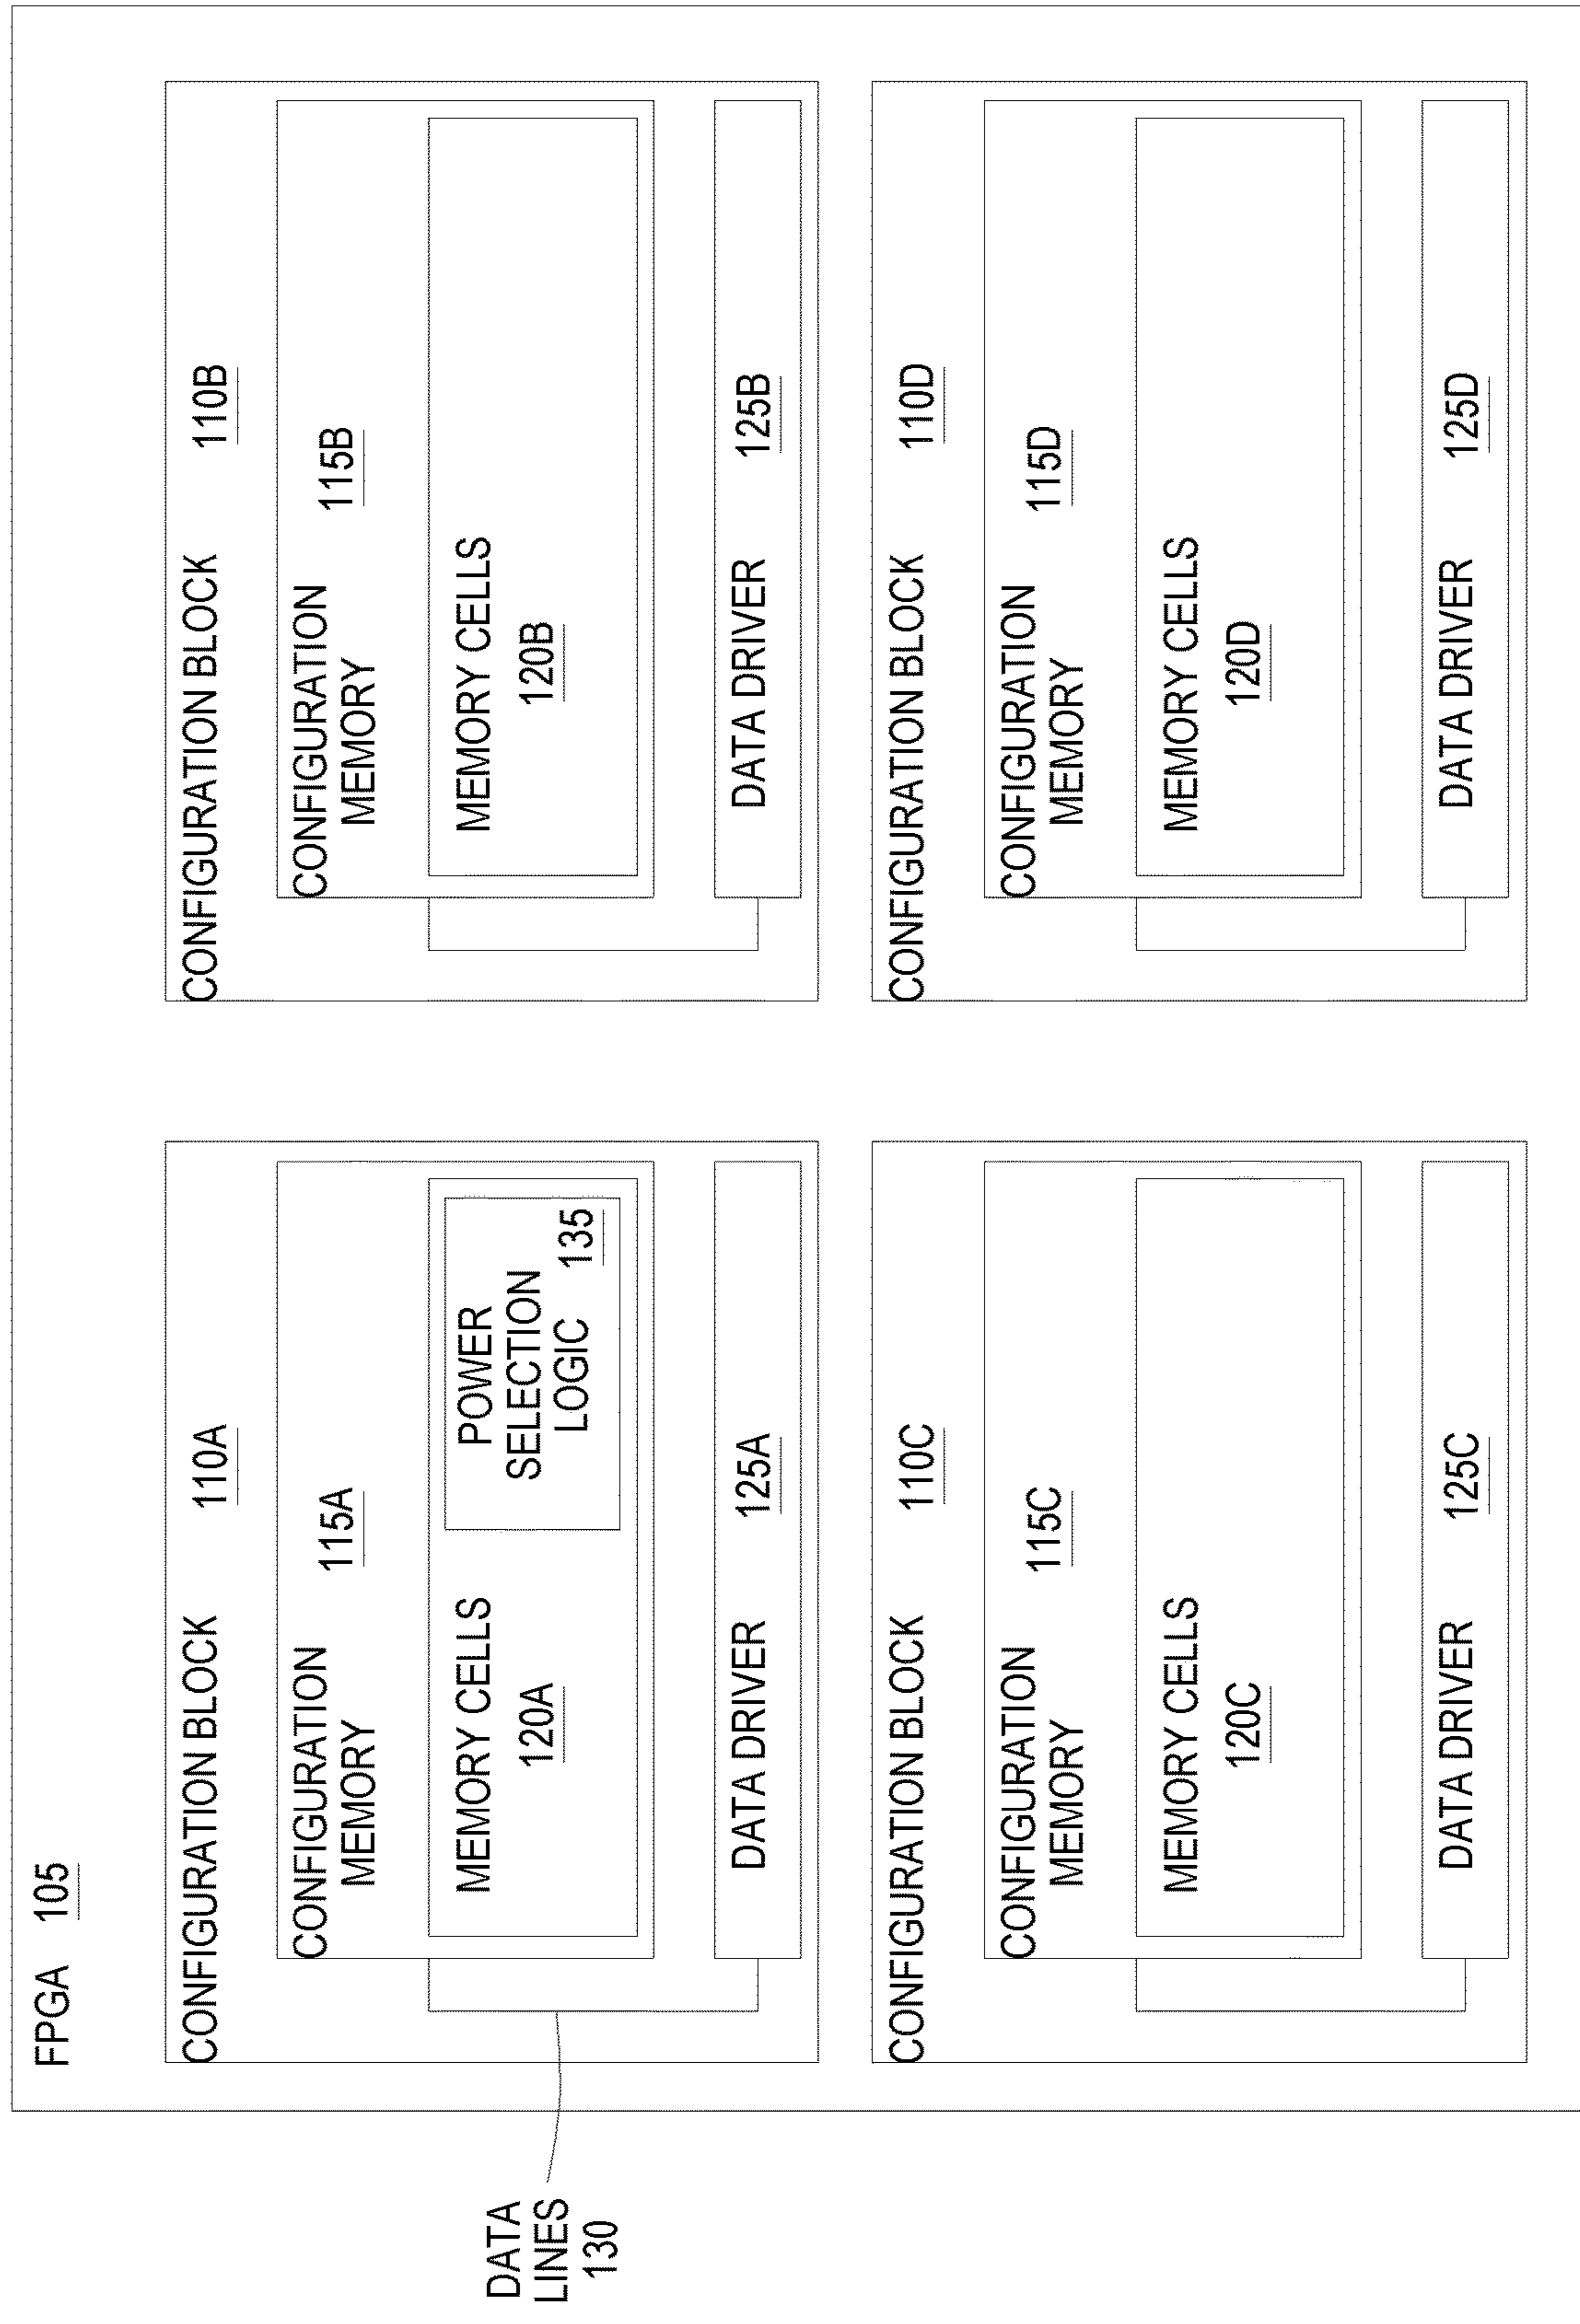 FPGA 105
CONFIGURATION BLOCK 110A
CONFIGURATION
MEMORY 115A
MEMORY CELLS
120A
POWER
SELECTION
LOGIC 135
DATA DRIVER 125A
DATA
LINES
130
CONFIGURATION BLOCK 110B
CONFIGURATION
MEMORY 115B
MEMORY CELLS
120B
DATA DRIVER 125B
CONFIGURATION BLOCK 110C
CONFIGURATION
MEMORY 115C
MEMORY CELLS
120C
DATA DRIVER 125C
CONFIGURATION BLOCK 110D
CONFIGURATION
MEMORY 115D
MEMORY CELLS
120D
DATA DRIVER 125D